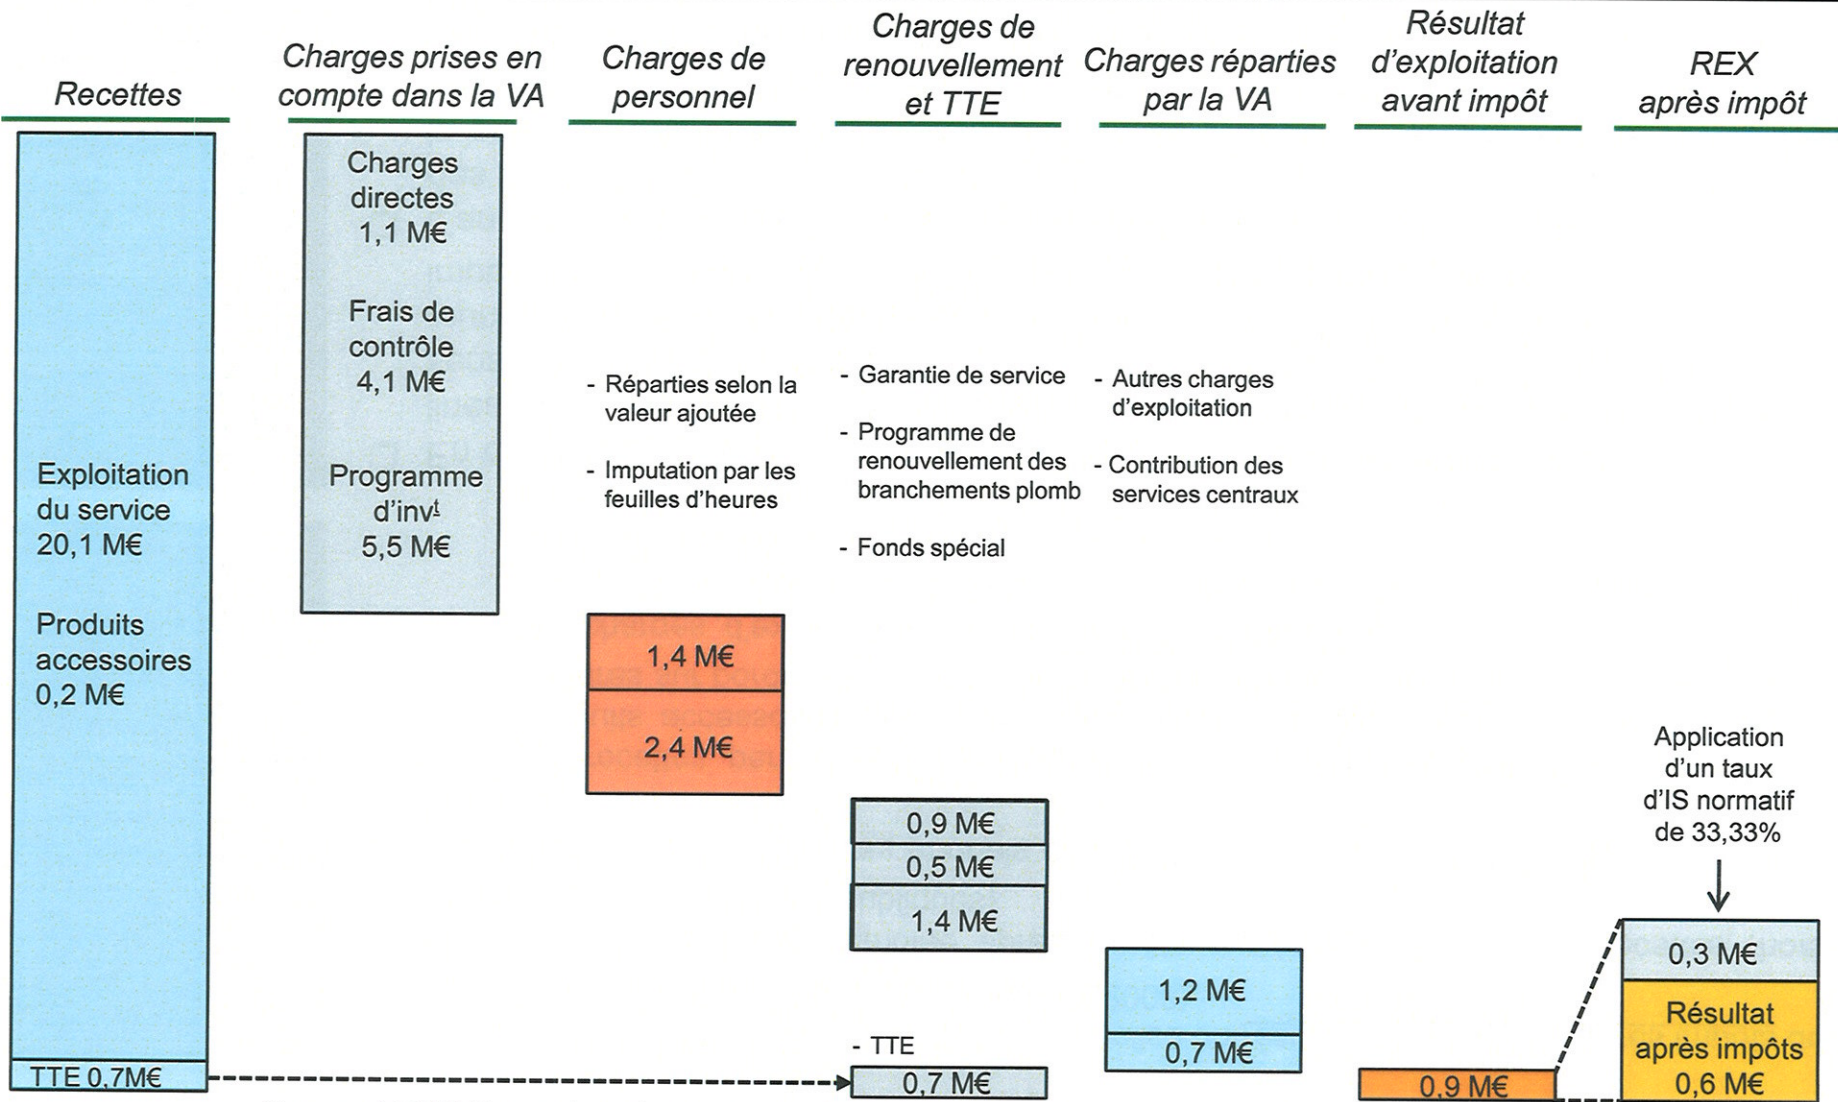 Recettes
Charges prises en
compte dans la VA
Charges de
personnel
Charges de
renouvellement
et TTE
Charges réparties
par la VA
Résultat
d'exploitation
avant impôt
REX
après impôt
Exploitation
du service
20,1 M€
Produits
accessoires
0,2 M€
TTE 0,7M€
Charges
directes
1,1 M€
Frais de
contrôle
4,1 M€
Programme
d'invt
5,5 M€
- Réparties selon la
valeur ajoutée
- Imputation par les
feuilles d'heures
1,4 M€
2,4 M€
- Garantie de service
- Programme de
renouvellement des
branchements plomb
- Fonds spécial
0,9 M€
0,5 M€
1,4 M€
- TTE
0,7 M€
- Autres charges
d'exploitation
- Contribution des
services centraux
1,2 M€
0,7 M€
0,9 M€
Application
d'un taux
d'IS normatif
de 33,33%
0,3 M€
Résultat
après impôts
0,6 M€